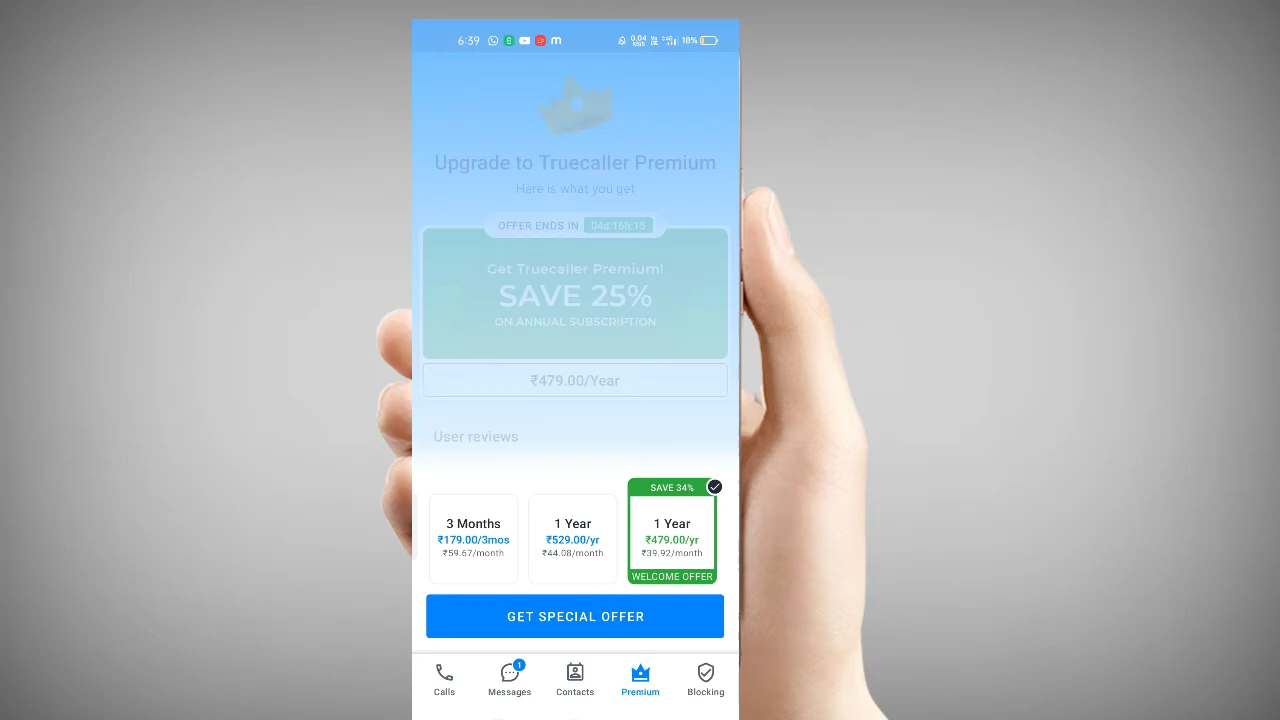 6:39
0.04 KB/S
18%
Upgrade to Truecaller Premium
Here is what you get
OFFER ENDS IN 04d:16h:16
Get Truecaller Premium!
SAVE 25%
ON ANNUAL SUBSCRIPTION
₹479.00/Year
User reviews
SAVE 34%
3 Months
₹179.00/3mos
₹59.67/month
1 Year
₹529.00/yr
₹44.08/month
1 Year
₹479.00/yr
₹39.92/month
WELCOME OFFER
GET SPECIAL OFFER
1
Calls
Messages
Contacts
Premium
Blocking